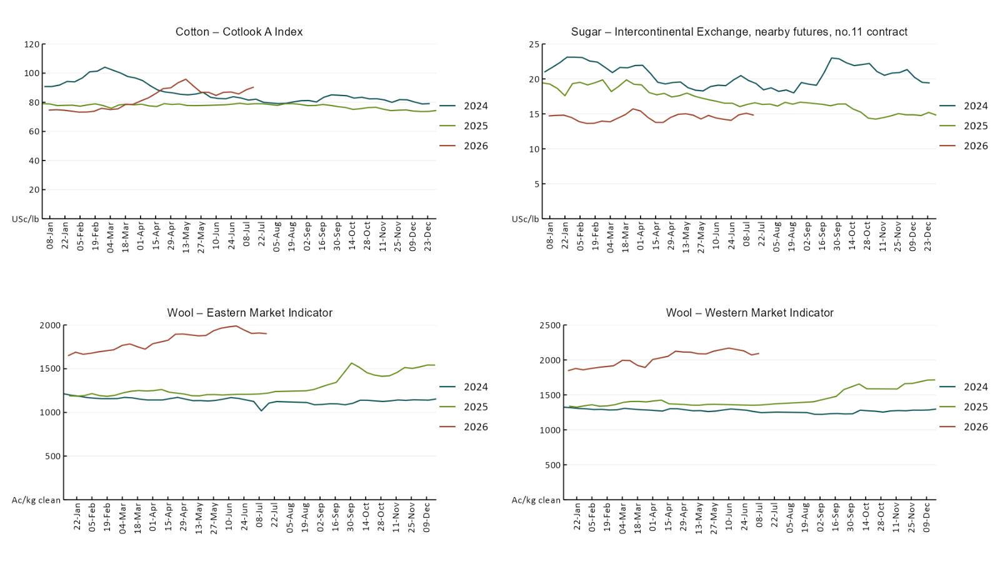 Cotton – Cotlook A Index
120
100
80
60
40
20
USc/lb
08-Jan
22-Jan
05-Feb
19-Feb
04-Mar
18-Mar
01-Apr
15-Apr
29-Apr
13-May
27-May
10-Jun
24-Jun
08-Jul
22-Jul
05-Aug
19-Aug
02-Sep
16-Sep
30-Sep
14-Oct
28-Oct
11-Nov
25-Nov
09-Dec
23-Dec
2024
2025
2026
Sugar – Intercontinental Exchange, nearby futures, no.11 contract
25
20
15
10
5
USc/lb
08-Jan
22-Jan
05-Feb
19-Feb
04-Mar
18-Mar
01-Apr
15-Apr
29-Apr
13-May
27-May
10-Jun
24-Jun
08-Jul
22-Jul
05-Aug
19-Aug
02-Sep
16-Sep
30-Sep
14-Oct
28-Oct
11-Nov
25-Nov
09-Dec
23-Dec
2024
2025
2026
Wool – Eastern Market Indicator
2000
1500
1000
500
Ac/kg clean
22-Jan
05-Feb
19-Feb
04-Mar
18-Mar
01-Apr
15-Apr
29-Apr
13-May
27-May
10-Jun
24-Jun
08-Jul
22-Jul
05-Aug
19-Aug
02-Sep
16-Sep
30-Sep
14-Oct
28-Oct
11-Nov
25-Nov
09-Dec
2024
2025
2026
Wool – Western Market Indicator
2500
2000
1500
1000
500
Ac/kg clean
22-Jan
05-Feb
19-Feb
04-Mar
18-Mar
01-Apr
15-Apr
29-Apr
13-May
27-May
10-Jun
24-Jun
08-Jul
22-Jul
05-Aug
19-Aug
02-Sep
16-Sep
30-Sep
14-Oct
28-Oct
11-Nov
25-Nov
09-Dec
2024
2025
2026